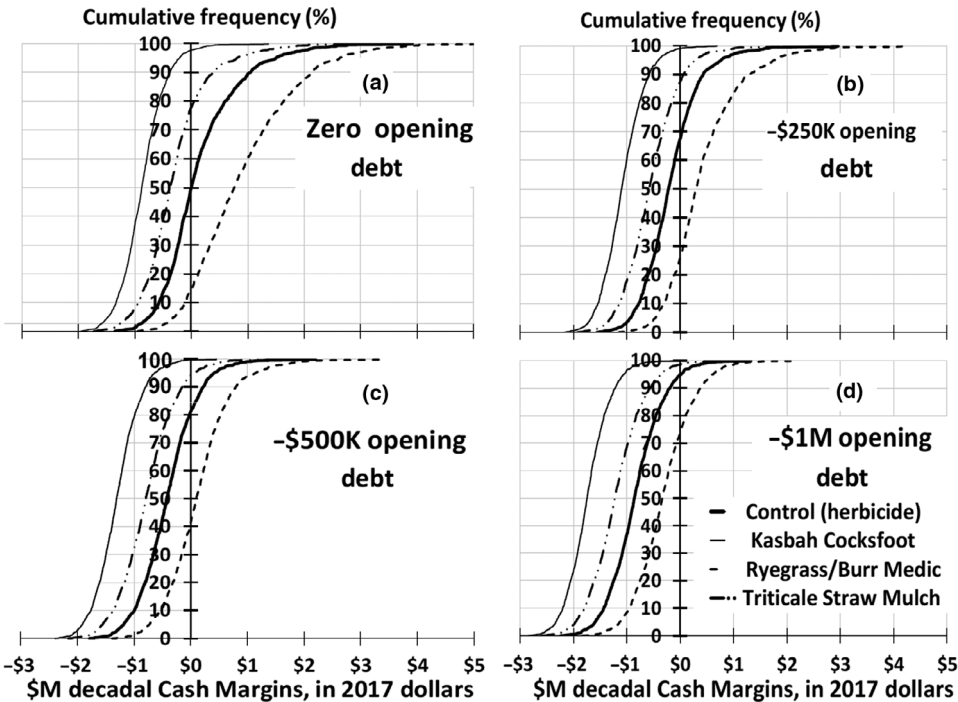 Cumulative frequency (%)
100
90
80
70
60
50
40
30
20
10
0
(a)
Zero opening
debt
Cumulative frequency (%)
100
90
80
70
60
50
40
30
20
10
0
(b)
–$250K opening
debt
100
90
80
70
60
50
40
30
20
10
0
(c)
–$500K opening
debt
–$3 –$2 –$1 $0 $1 $2 $3 $4 $5
$M decadal Cash Margins, in 2017 dollars
100
90
80
70
60
50
40
30
20
10
0
(d)
–$1M opening
debt
Control (herbicide)
Kasbah Cocksfoot
Ryegrass/Burr Medic
Triticale Straw Mulch
–$3 –$2 –$1 $0 $1 $2 $3 $4 $5
$M decadal Cash Margins, in 2017 dollars